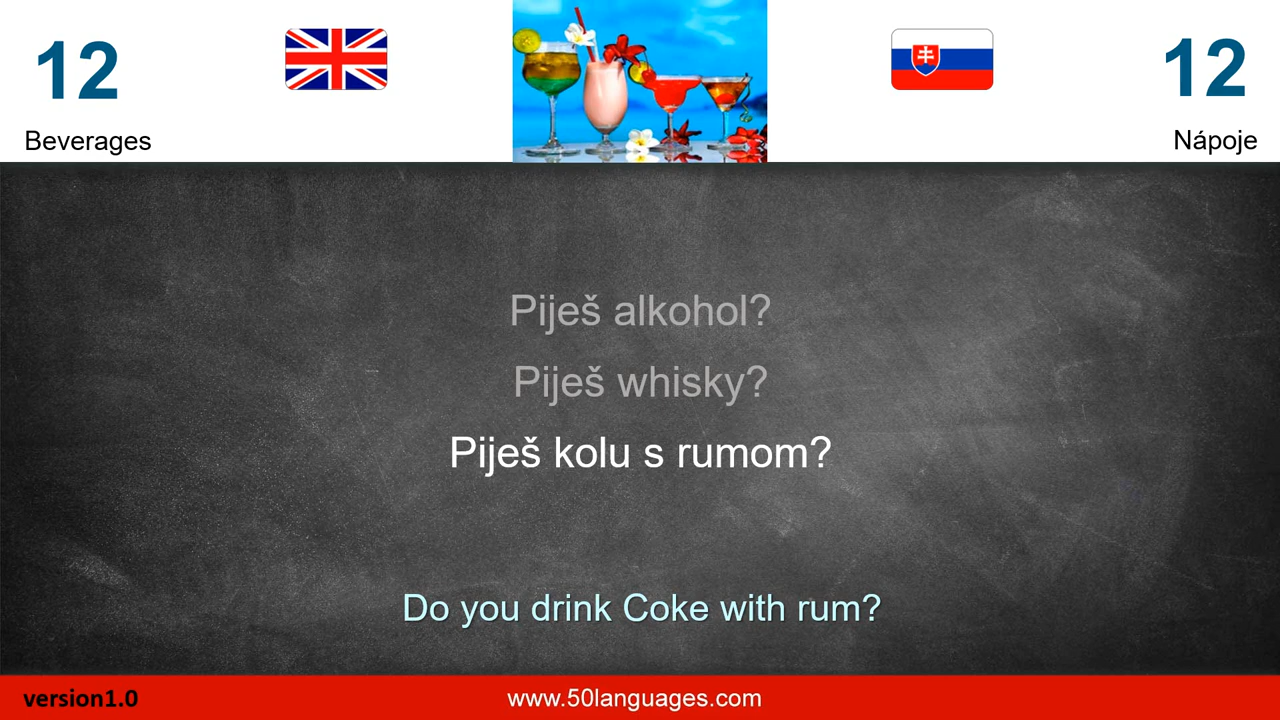 12
12
Beverages
Nápoje
Piješ alkohol?
Piješ whisky?
Piješ kolu s rumom?
Do you drink Coke with rum?
version1.0
www.50languages.com